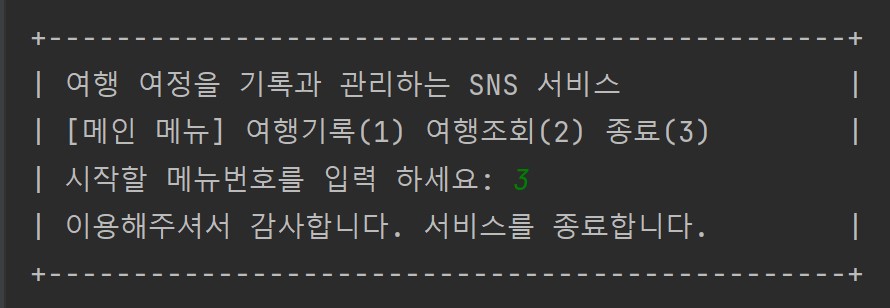 +------------------------------------------------+
| 여행 여정을 기록과 관리하는 SNS 서비스 |
| [메인 메뉴] 여행기록(1) 여행조회(2) 종료(3) |
| 시작할 메뉴번호를 입력 하세요: 3
| 이용해주셔서 감사합니다. 서비스를 종료합니다. |
+------------------------------------------------+